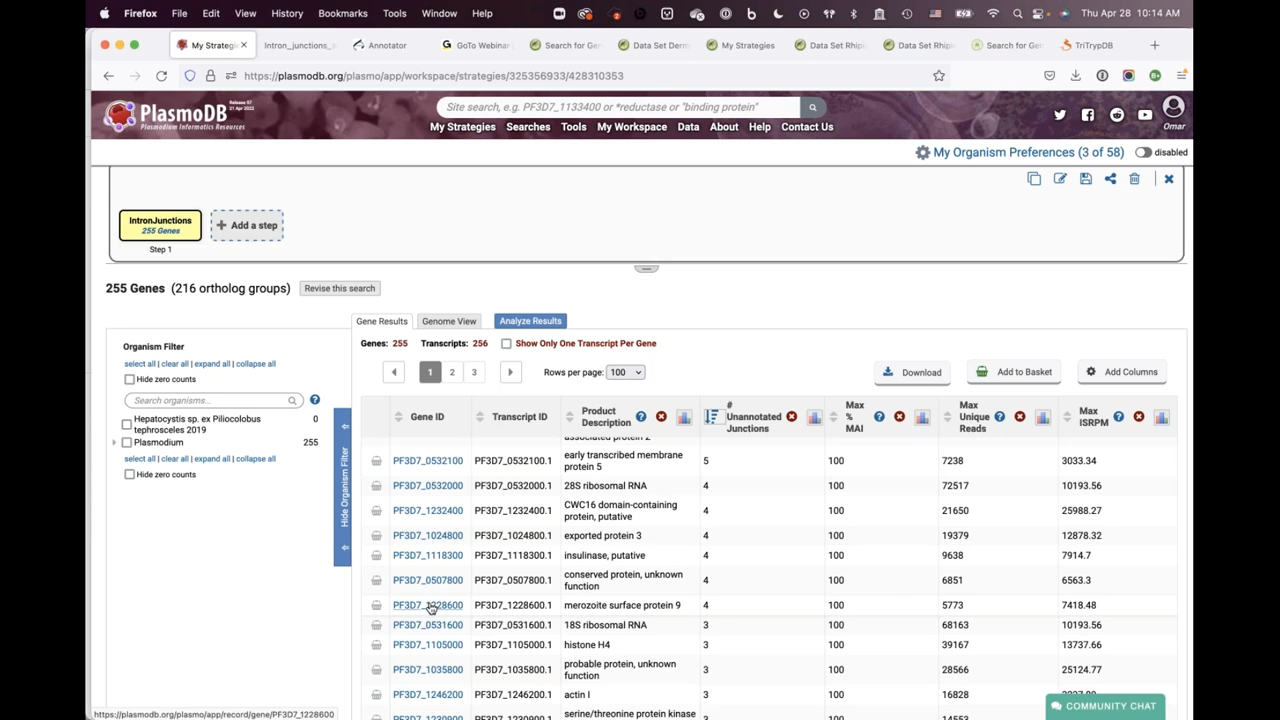 Firefox File Edit View History Bookmarks Tools Window Help Thu Apr 28 10:14 AM
My Strategi Intron_junctions_ Annotator GoTo Webinar Search for Gen Data Set Derm My Strategies Data Set Rhip Data Set Rhip Search for Gen TriTrypDB
https://plasmodb.org/plasmo/app/workspace/strategies/325356933/428310353
PlasmoDB
Release 57
21 Apr 2022
Plasmodium Informatics Resources
Site search, e.g. PF3D7_1133400 or *reductase or "binding protein"
My Strategies Searches Tools My Workspace Data About Help Contact Us
Omar
My Organism Preferences (3 of 58) disabled
IntronJunctions
255 Genes
Add a step
Step 1
255 Genes (216 ortholog groups) Revise this search
Gene Results Genome View Analyze Results
Organism Filter
select all | clear all | expand all | collapse all
Hide zero counts
Search organisms...
Hepatocystis sp. ex Piliocolobus tephrosceles 2019 0
Plasmodium 255
select all | clear all | expand all | collapse all
Hide zero counts
Hide Organism Filter
Genes: 255 Transcripts: 256 Show Only One Transcript Per Gene
1 2 3 Rows per page: 100 Download Add to Basket Add Columns
Gene ID Transcript ID Product Description # Unannotated Junctions Max % MAI Max Unique Reads Max ISRPM
associated protein 2
PF3D7_0532100 PF3D7_0532100.1 early transcribed membrane protein 5 5 100 7238 3033.34
PF3D7_0532000 PF3D7_0532000.1 28S ribosomal RNA 4 100 72517 10193.56
PF3D7_1232400 PF3D7_1232400.1 CWC16 domain-containing protein, putative 4 100 21650 25988.27
PF3D7_1024800 PF3D7_1024800.1 exported protein 3 4 100 19379 12878.32
PF3D7_1118300 PF3D7_1118300.1 insulinase, putative 4 100 9638 7914.7
PF3D7_0507800 PF3D7_0507800.1 conserved protein, unknown function 4 100 6851 6563.3
PF3D7_1228600 PF3D7_1228600.1 merozoite surface protein 9 4 100 5773 7418.48
PF3D7_0531600 PF3D7_0531600.1 18S ribosomal RNA 3 100 68163 10193.56
PF3D7_1105000 PF3D7_1105000.1 histone H4 3 100 39167 13737.66
PF3D7_1035800 PF3D7_1035800.1 probable protein, unknown function 3 100 28566 25124.77
PF3D7_1246200 PF3D7_1246200.1 actin I 3 100 16828
serine/threonine protein kinase
COMMUNITY CHAT
https://plasmodb.org/plasmo/app/record/gene/PF3D7_1228600